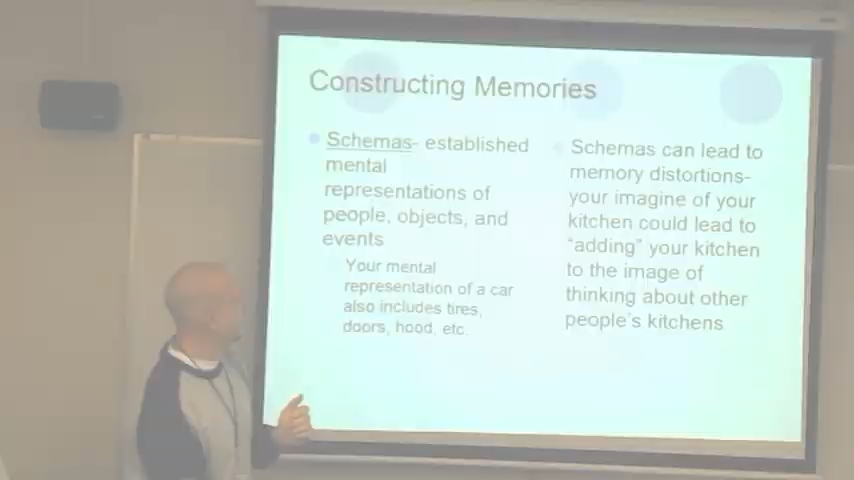 Constructing Memories
Schemas- established
mental
representations of
people, objects, and
events
Your mental
representation of a car
also includes tires,
doors, hood, etc.
Schemas can lead to
memory distortions-
your imagine of your
kitchen could lead to
“adding” your kitchen
to the image of
thinking about other
people’s kitchens